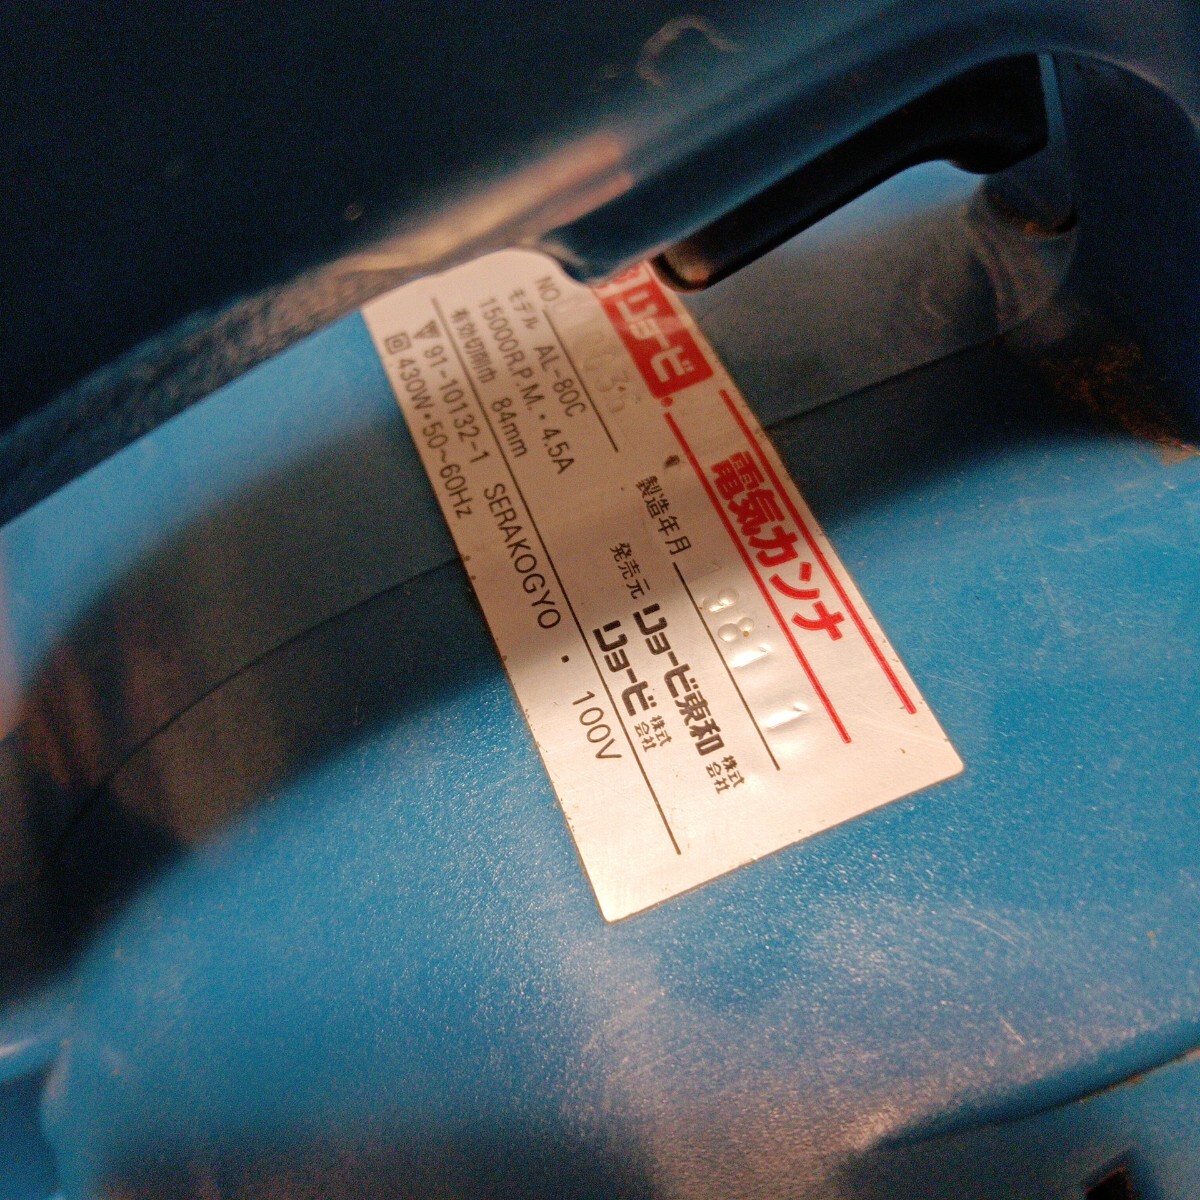 リョービ
電気カンナ
NO.
モデル AL-80C
製造年月 98 11
15000R.P.M.・4.5A
発売元 リョービ東和株式会社
有効切削巾 84mm
リョービ株式会社
▽ 91-10132-1 SERAKOGYO
回 430W・50~60Hz ・ 100V